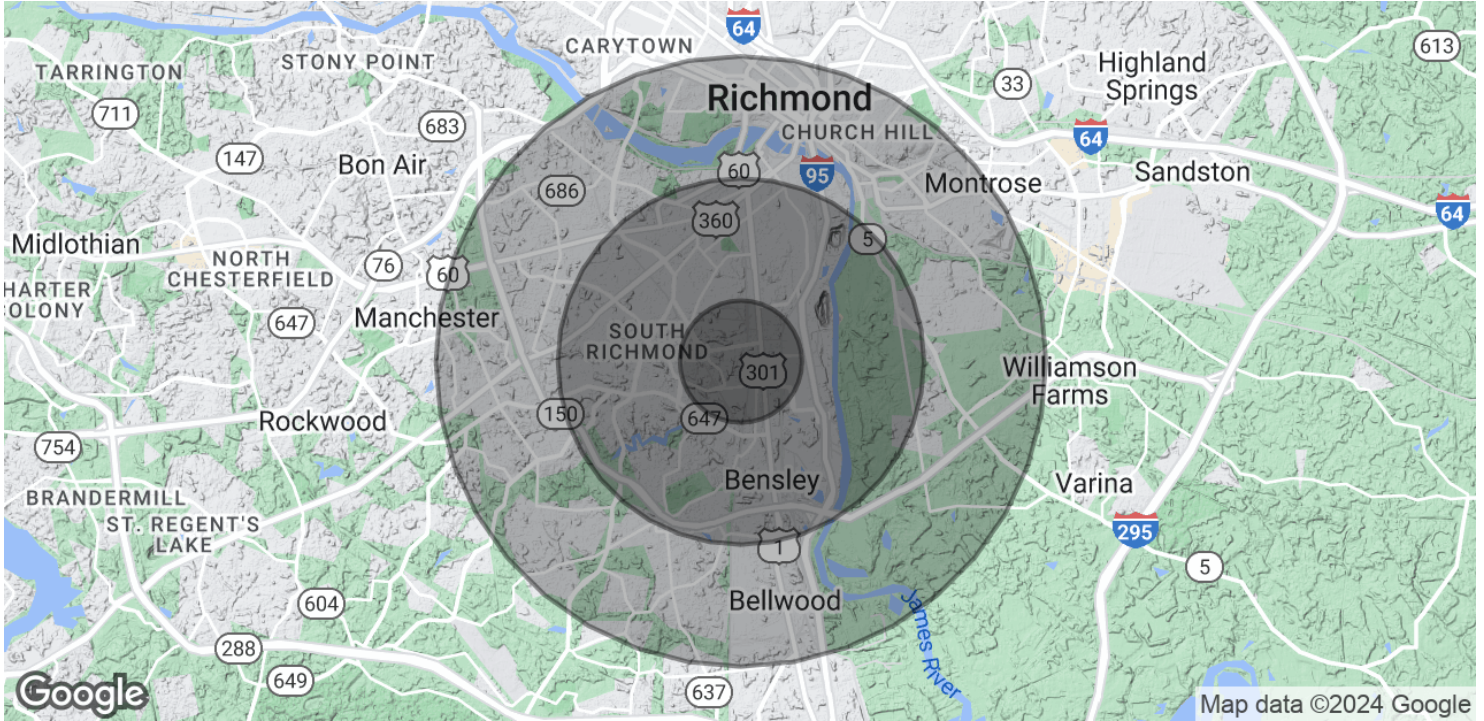 64
CARYTOWN
613
STONY POINT
TARRINGTON
Highland
Springs
33
Richmond
711
683
CHURCH HILL
64
147
Bon Air
60
95
Sandston
686
Montrose
360
64
Midlothian
5
NORTH
CHESTERFIELD
76
60
HARTER
OLONY
647
Manchester
SOUTH
RICHMOND
301
Williamson
Farms
150
647
Rockwood
754
Bensley
Varina
BRANDERMILL
ST. REGENT'S
LAKE
295
1
5
604
Bellwood
James River
288
649
637
Google
Map data ©2024 Google